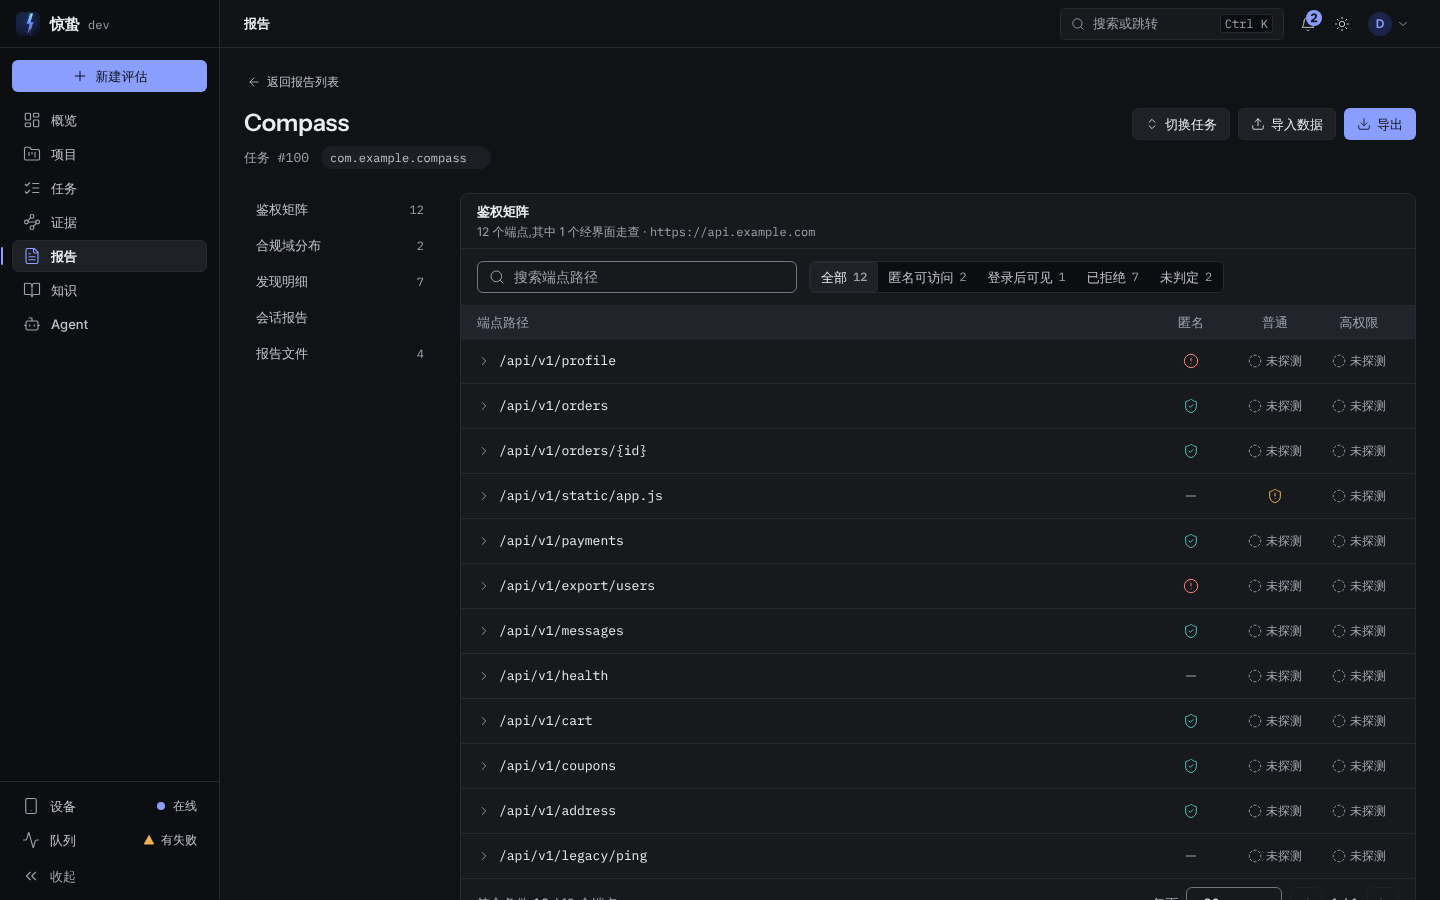 惊蛰 dev
报告
搜索或跳转 Ctrl K
2
D
新建评估
概览
项目
任务
证据
报告
知识
Agent
设备 在线
队列 有失败
收起
返回报告列表
Compass
切换任务
导入数据
导出
任务 #100 com.example.compass
鉴权矩阵 12
合规域分布 2
发现明细 7
会话报告
报告文件 4
鉴权矩阵
12 个端点,其中 1 个经界面走查 · https://api.example.com
搜索端点路径
全部 12 匿名可访问 2 登录后可见 1 已拒绝 7 未判定 2
端点路径 匿名 普通 高权限
/api/v1/profile 未探测 未探测
/api/v1/orders 未探测 未探测
/api/v1/orders/{id} 未探测 未探测
/api/v1/static/app.js — 未探测
/api/v1/payments 未探测 未探测
/api/v1/export/users 未探测 未探测
/api/v1/messages 未探测 未探测
/api/v1/health — 未探测 未探测
/api/v1/cart 未探测 未探测
/api/v1/coupons 未探测 未探测
/api/v1/address 未探测 未探测
/api/v1/legacy/ping — 未探测 未探测